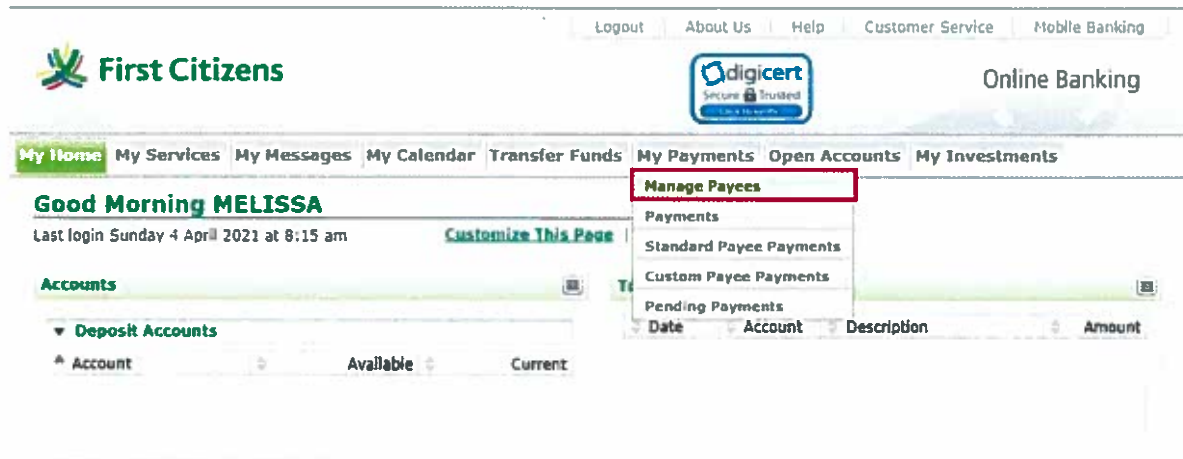 Logout About Us Help Customer Service Mobile Banking
First Citizens
digicert
Secure Trusted
Online Banking
My Home My Services My Messages My Calendar Transfer Funds My Payments Open Accounts My Investments
Manage Payees
Good Morning MELISSA
Payments
Last login Sunday 4 April 2021 at 8:15 am Customize This Page
Standard Payee Payments
Custom Payee Payments
Accounts
Pending Payments
Deposit Accounts
Date Account Description Amount
Account Available Current